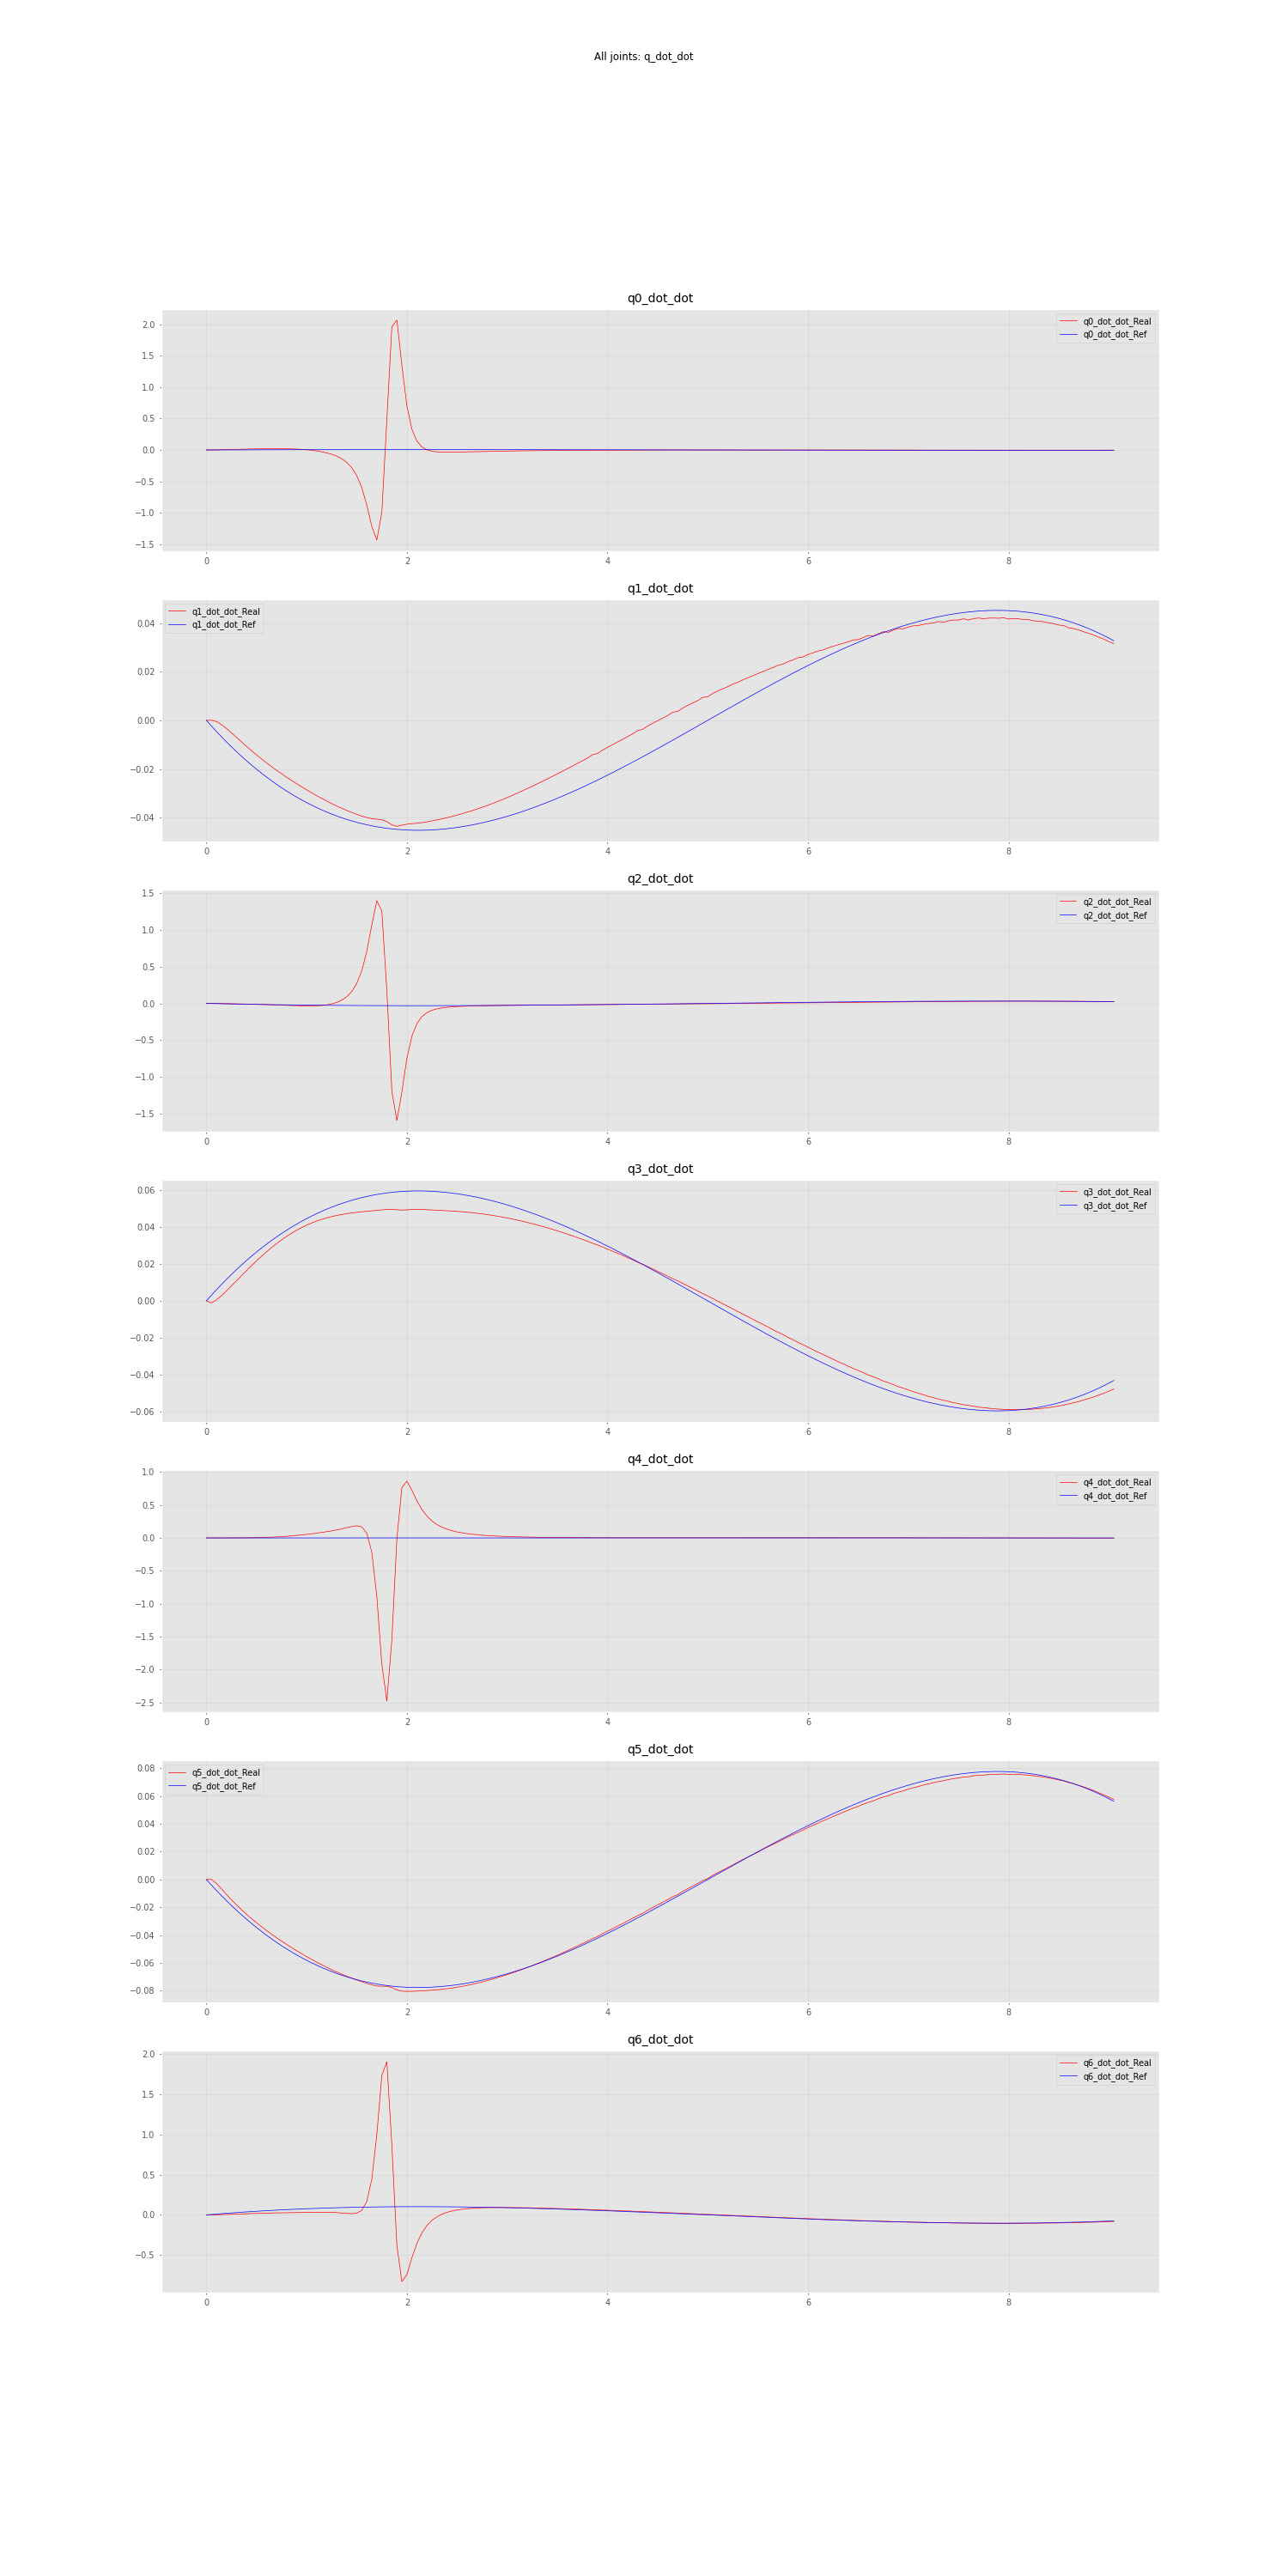 All joints: q_dot_dot
q0_dot_dot
2.0
1.5
1.0
0.5
0.0
−0.5
−1.0
−1.5
q0_dot_dot_Real
q0_dot_dot_Ref
0 2 4 6 8
q1_dot_dot
q1_dot_dot_Real
q1_dot_dot_Ref
0.04
0.02
0.00
−0.02
−0.04
0 2 4 6 8
q2_dot_dot
1.5
1.0
0.5
0.0
−0.5
−1.0
−1.5
q2_dot_dot_Real
q2_dot_dot_Ref
0 2 4 6 8
q3_dot_dot
0.06
0.04
0.02
0.00
−0.02
−0.04
−0.06
q3_dot_dot_Real
q3_dot_dot_Ref
0 2 4 6 8
q4_dot_dot
1.0
0.5
0.0
−0.5
−1.0
−1.5
−2.0
−2.5
q4_dot_dot_Real
q4_dot_dot_Ref
0 2 4 6 8
q5_dot_dot
q5_dot_dot_Real
q5_dot_dot_Ref
0.08
0.06
0.04
0.02
0.00
−0.02
−0.04
−0.06
−0.08
0 2 4 6 8
q6_dot_dot
2.0
1.5
1.0
0.5
0.0
−0.5
q6_dot_dot_Real
q6_dot_dot_Ref
0 2 4 6 8